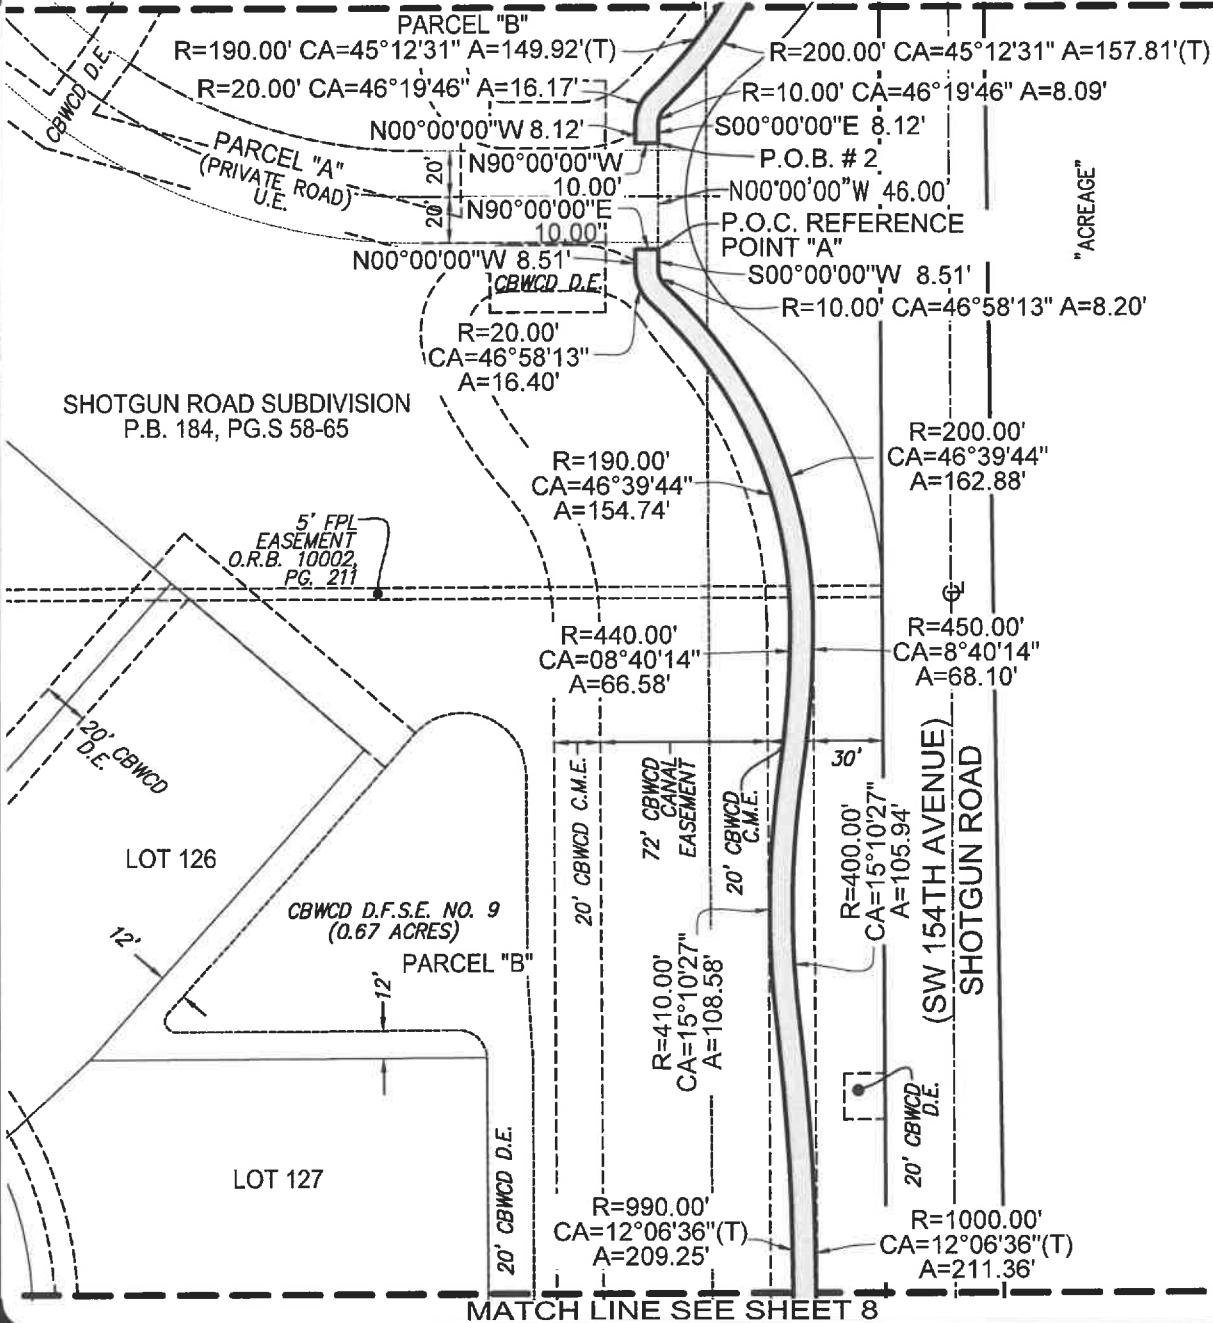 PARCEL "B"
R=190.00' CA=45°12'31" A=149.92'(T)
R=200.00' CA=45°12'31" A=157.81'(T)
R=20.00' CA=46°19'46" A=16.17'
R=10.00' CA=46°19'46" A=8.09'
CBWCD D.E.
N00°00'00"W 8.12'
S00°00'00"E 8.12'
PARCEL "A"
(PRIVATE ROAD)
U.E.
20'
20'
N90°00'00"W
10.00'
P.O.B. # 2
N00°00'00"W 46.00'
N90°00'00"E
10.00'
P.O.C. REFERENCE
POINT "A"
"ACREAGE"
N00°00'00"W 8.51'
S00°00'00"W 8.51'
CBWCD D.E.
R=10.00' CA=46°58'13" A=8.20'
R=20.00'
CA=46°58'13"
A=16.40'
SHOTGUN ROAD SUBDIVISION
P.B. 184, PG.S 58-65
R=200.00'
CA=46°39'44"
A=162.88'
R=190.00'
CA=46°39'44"
A=154.74'
5' FPL
EASEMENT
O.R.B. 10002,
PG. 211
R=440.00'
CA=08°40'14"
A=66.58'
R=450.00'
CA=8°40'14"
A=68.10'
20' CBWCD
D.E.
20' CBWCD C.M.E.
72' CBWCD
CANAL
EASEMENT
20' CBWCD
C.M.E.
30'
R=400.00'
CA=15°10'27"
A=105.94'
(SW 154TH AVENUE)
SHOTGUN ROAD
LOT 126
12'
CBWCD D.F.S.E. NO. 9
(0.67 ACRES)
PARCEL "B"
12'
R=410.00'
CA=15°10'27"
A=108.58'
20' CBWCD
D.E.
LOT 127
20' CBWCD D.E.
R=990.00'
CA=12°06'36"(T)
A=209.25'
R=1000.00'
CA=12°06'36"(T)
A=211.36'
MATCH LINE SEE SHEET 8